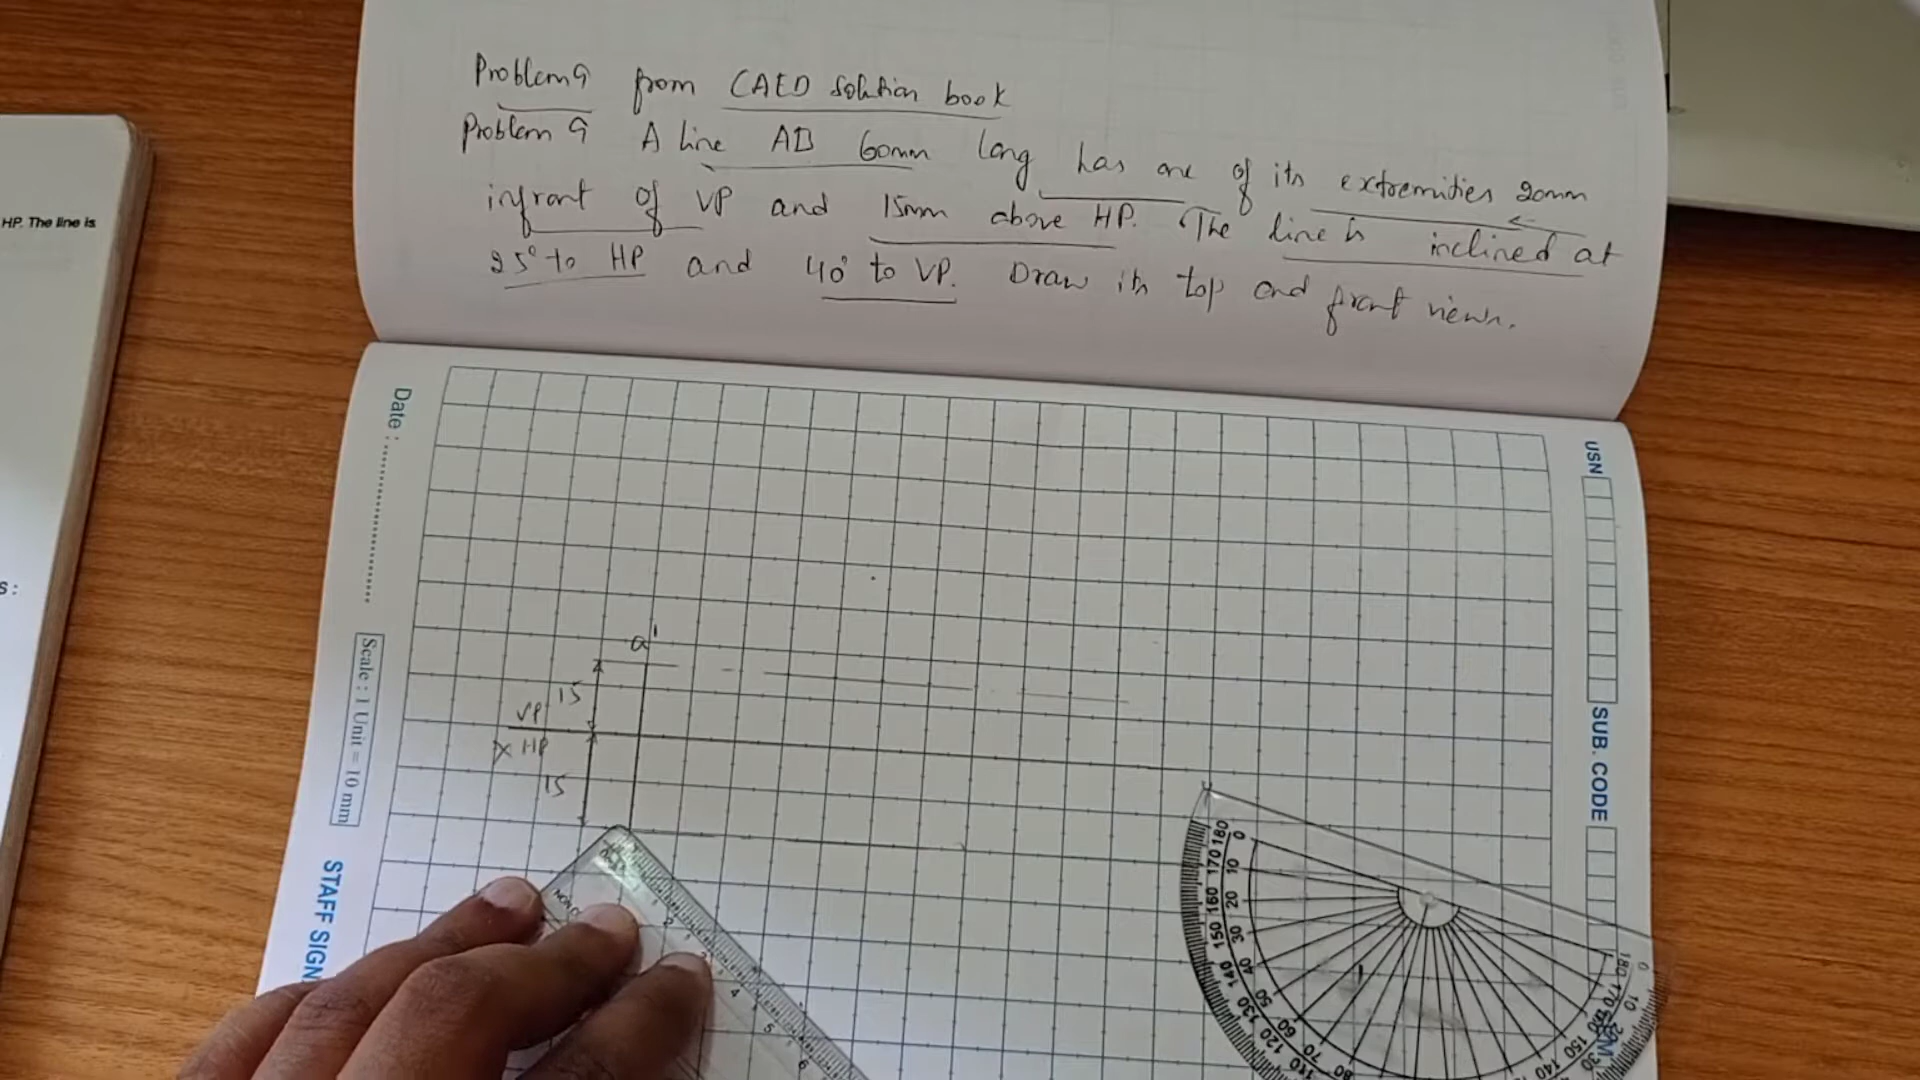 Problem 9 from CAED Solution book
Problem 9 A line AB 60mm long has one of its extremities 20mm
infront of VP and 15mm above HP. The line is inclined at
25° to HP and 40° to VP. Draw its top and front views.
HP. The line is
S :
Date :
Scale : 1 Unit = 10 mm
STAFF SIGN
USN
SUB. CODE
a'
15
VP
X HP
15